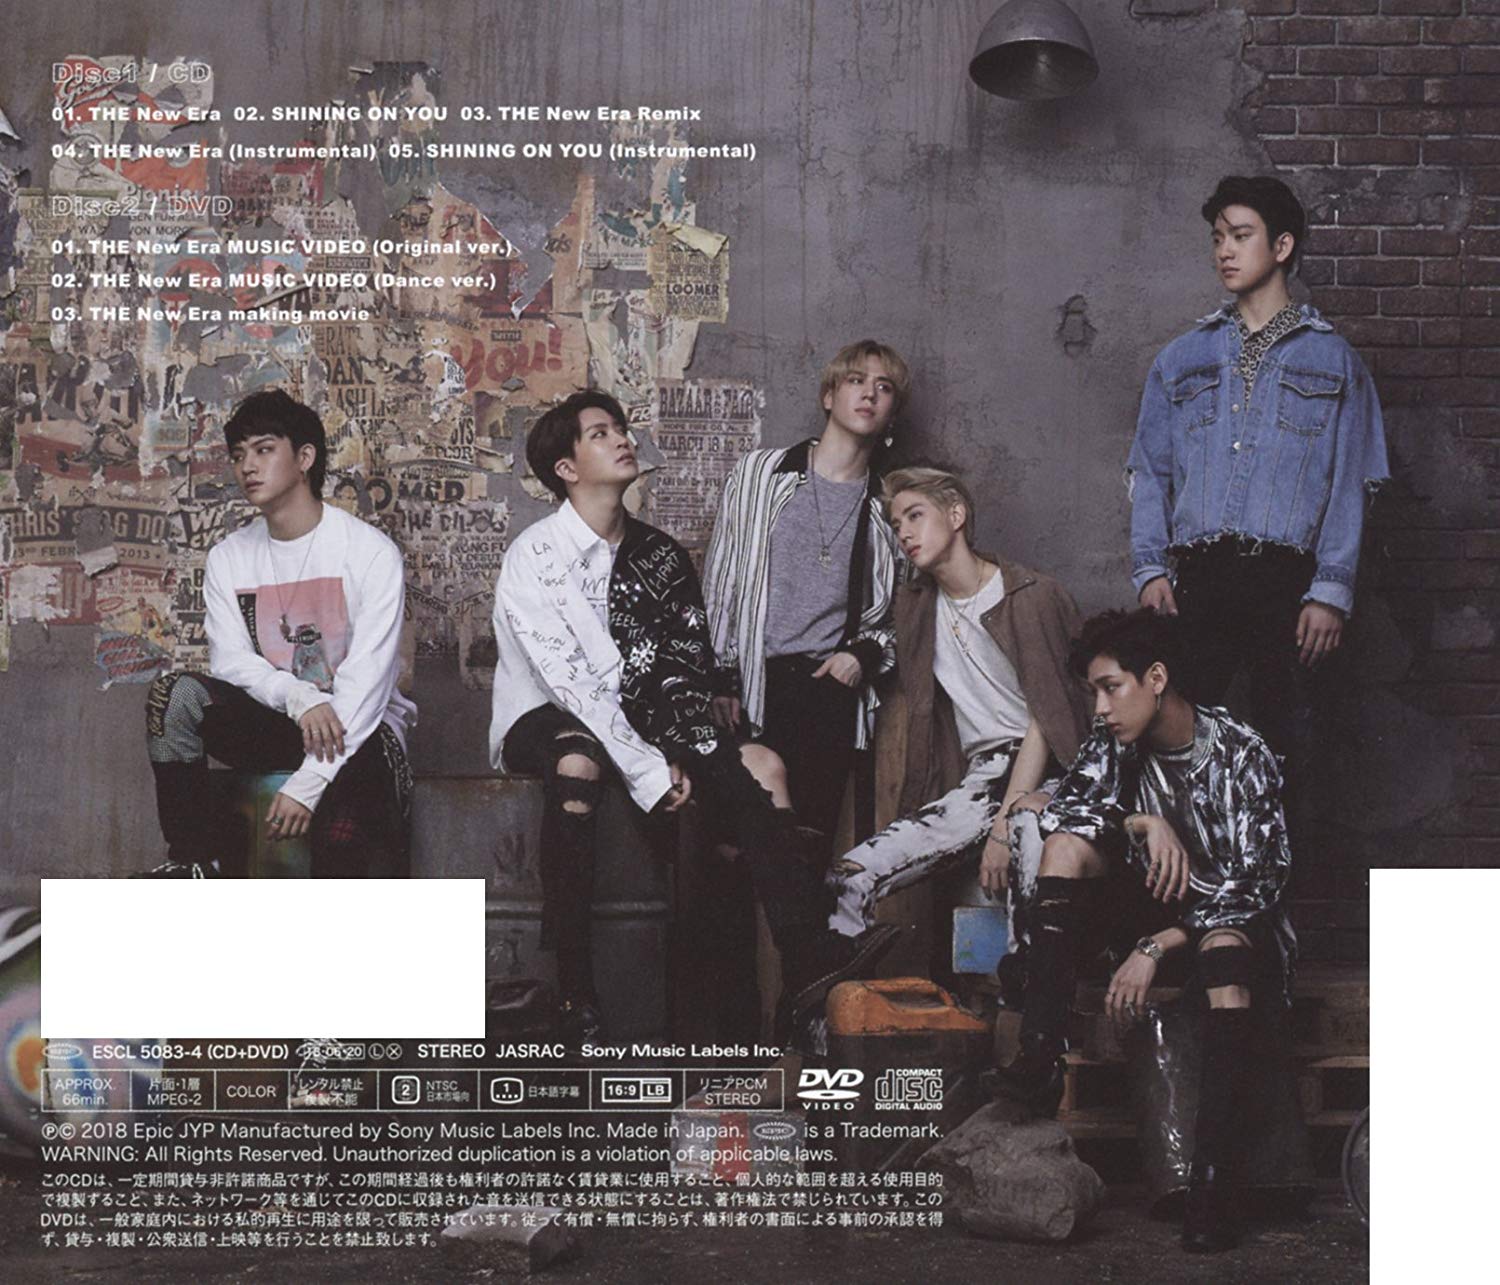 Disc1 / CD
01. THE New Era 02. SHINING ON YOU 03. THE New Era Remix
04. THE New Era (Instrumental) 05. SHINING ON YOU (Instrumental)
Disc2 / DVD
01. THE New Era MUSIC VIDEO (Original ver.)
02. THE New Era MUSIC VIDEO (Dance ver.)
03. THE New Era making movie
You!
LOOMER
BAZAAR FAIR
MARCH 18 to 23
2013
ESCL 5083-4 (CD+DVD) 18・06・20 Ⓛ STEREO JASRAC Sony Music Labels Inc.
APPROX. 66min.
片面・1層 MPEG-2
COLOR
レンタル禁止 複製不能
2 NTSC 日本市場向
1 日本語字幕
16:9 LB
リニアPCM STEREO
DVD VIDEO
COMPACT disc DIGITAL AUDIO
℗© 2018 Epic JYP Manufactured by Sony Music Labels Inc. Made in Japan. EPIC is a Trademark.
WARNING: All Rights Reserved. Unauthorized duplication is a violation of applicable laws.
このCDは、一定期間貸与非許諾商品ですが、この期間経過後も権利者の許諾なく賃貸業に使用すること、個人的な範囲を超える使用目的
で複製すること、また、ネットワーク等を通じてこのCDに収録された音を送信できる状態にすることは、著作権法で禁じられています。この
DVDは、一般家庭内における私的再生に用途を限って販売されています。従って有償・無償に拘らず、権利者の書面による事前の承認を得
ず、貸与・複製・公衆送信・上映等を行うことを禁止致します。